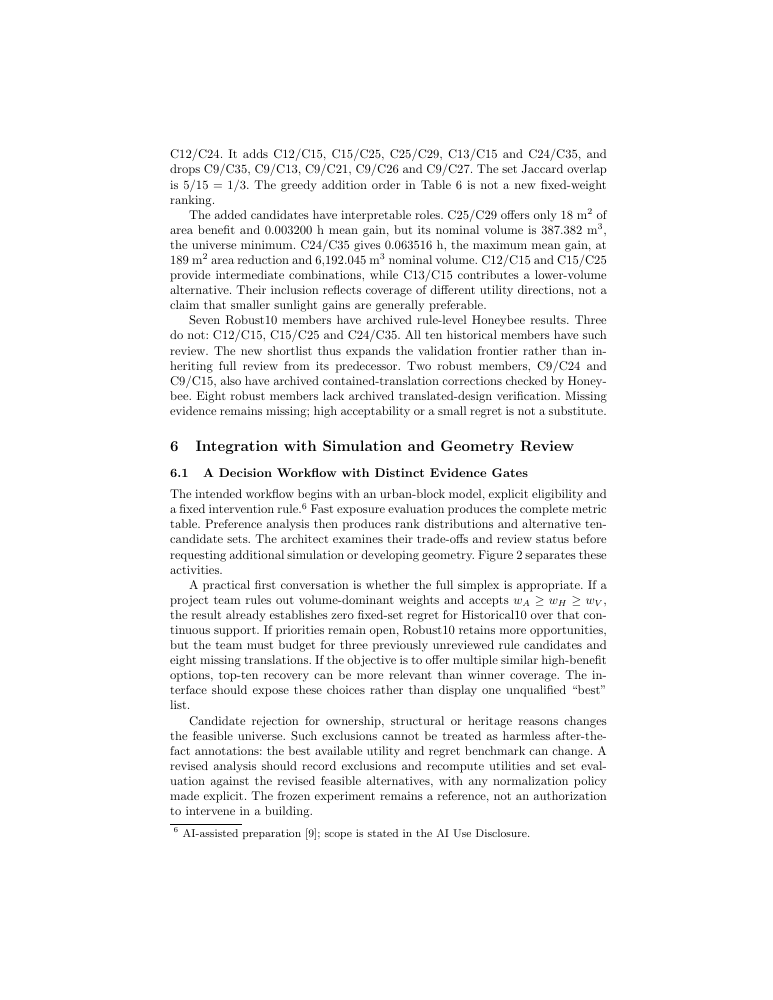 C12/C24. It adds C12/C15, C15/C25, C25/C29, C13/C15 and C24/C35, and
drops C9/C35, C9/C13, C9/C21, C9/C26 and C9/C27. The set Jaccard overlap
is 5/15 = 1/3. The greedy addition order in Table 6 is not a new fixed-weight
ranking.
The added candidates have interpretable roles. C25/C29 offers only 18 m² of
area benefit and 0.003200 h mean gain, but its nominal volume is 387.382 m³,
the universe minimum. C24/C35 gives 0.063516 h, the maximum mean gain, at
189 m² area reduction and 6,192.045 m³ nominal volume. C12/C15 and C15/C25
provide intermediate combinations, while C13/C15 contributes a lower-volume
alternative. Their inclusion reflects coverage of different utility directions, not a
claim that smaller sunlight gains are generally preferable.
Seven Robust10 members have archived rule-level Honeybee results. Three
do not: C12/C15, C15/C25 and C24/C35. All ten historical members have such
review. The new shortlist thus expands the validation frontier rather than in-
heriting full review from its predecessor. Two robust members, C9/C24 and
C9/C15, also have archived contained-translation corrections checked by Honey-
bee. Eight robust members lack archived translated-design verification. Missing
evidence remains missing; high acceptability or a small regret is not a substitute.
6 Integration with Simulation and Geometry Review
6.1 A Decision Workflow with Distinct Evidence Gates
The intended workflow begins with an urban-block model, explicit eligibility and
a fixed intervention rule.⁶ Fast exposure evaluation produces the complete metric
table. Preference analysis then produces rank distributions and alternative ten-
candidate sets. The architect examines their trade-offs and review status before
requesting additional simulation or developing geometry. Figure 2 separates these
activities.
A practical first conversation is whether the full simplex is appropriate. If a
project team rules out volume-dominant weights and accepts w_A ≥ w_H ≥ w_V,
the result already establishes zero fixed-set regret for Historical10 over that con-
tinuous support. If priorities remain open, Robust10 retains more opportunities,
but the team must budget for three previously unreviewed rule candidates and
eight missing translations. If the objective is to offer multiple similar high-benefit
options, top-ten recovery can be more relevant than winner coverage. The in-
terface should expose these choices rather than display one unqualified “best”
list.
Candidate rejection for ownership, structural or heritage reasons changes
the feasible universe. Such exclusions cannot be treated as harmless after-the-
fact annotations: the best available utility and regret benchmark can change. A
revised analysis should record exclusions and recompute utilities and set eval-
uation against the revised feasible alternatives, with any normalization policy
made explicit. The frozen experiment remains a reference, not an authorization
to intervene in a building.
⁶ AI-assisted preparation [9]; scope is stated in the AI Use Disclosure.